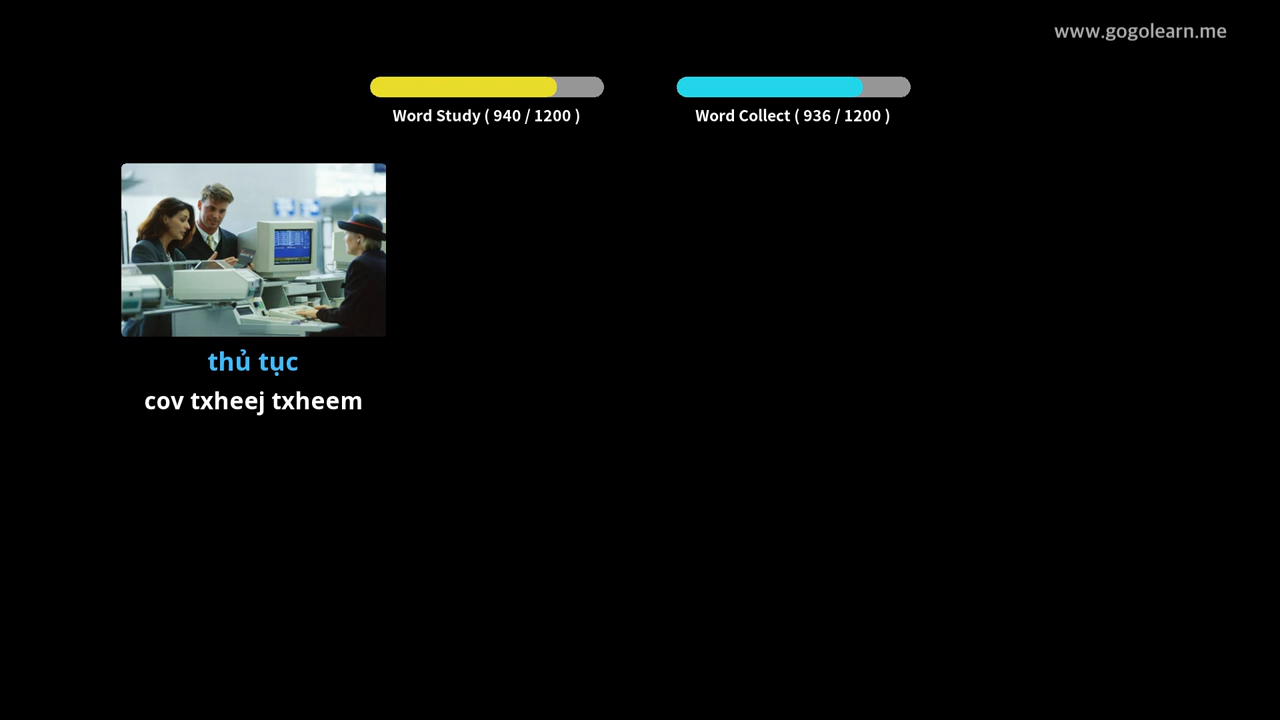 www.gogolearn.me
Word Study ( 940 / 1200 )
Word Collect ( 936 / 1200 )
thủ tục
cov txheej txheem